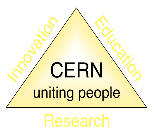 Innovation
Education
CERN
uniting people
Research